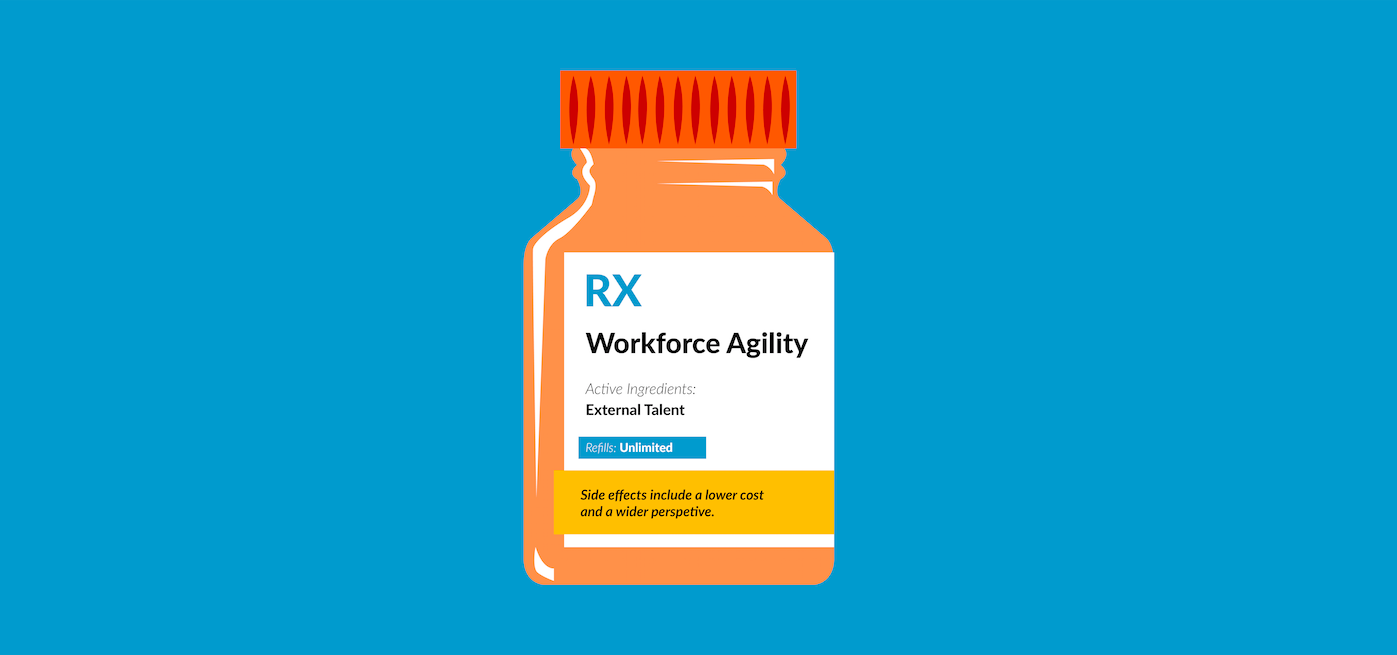 RX
Workforce Agility
Active Ingredients:
External Talent
Refills: Unlimited
Side effects include a lower cost
and a wider perspetive.